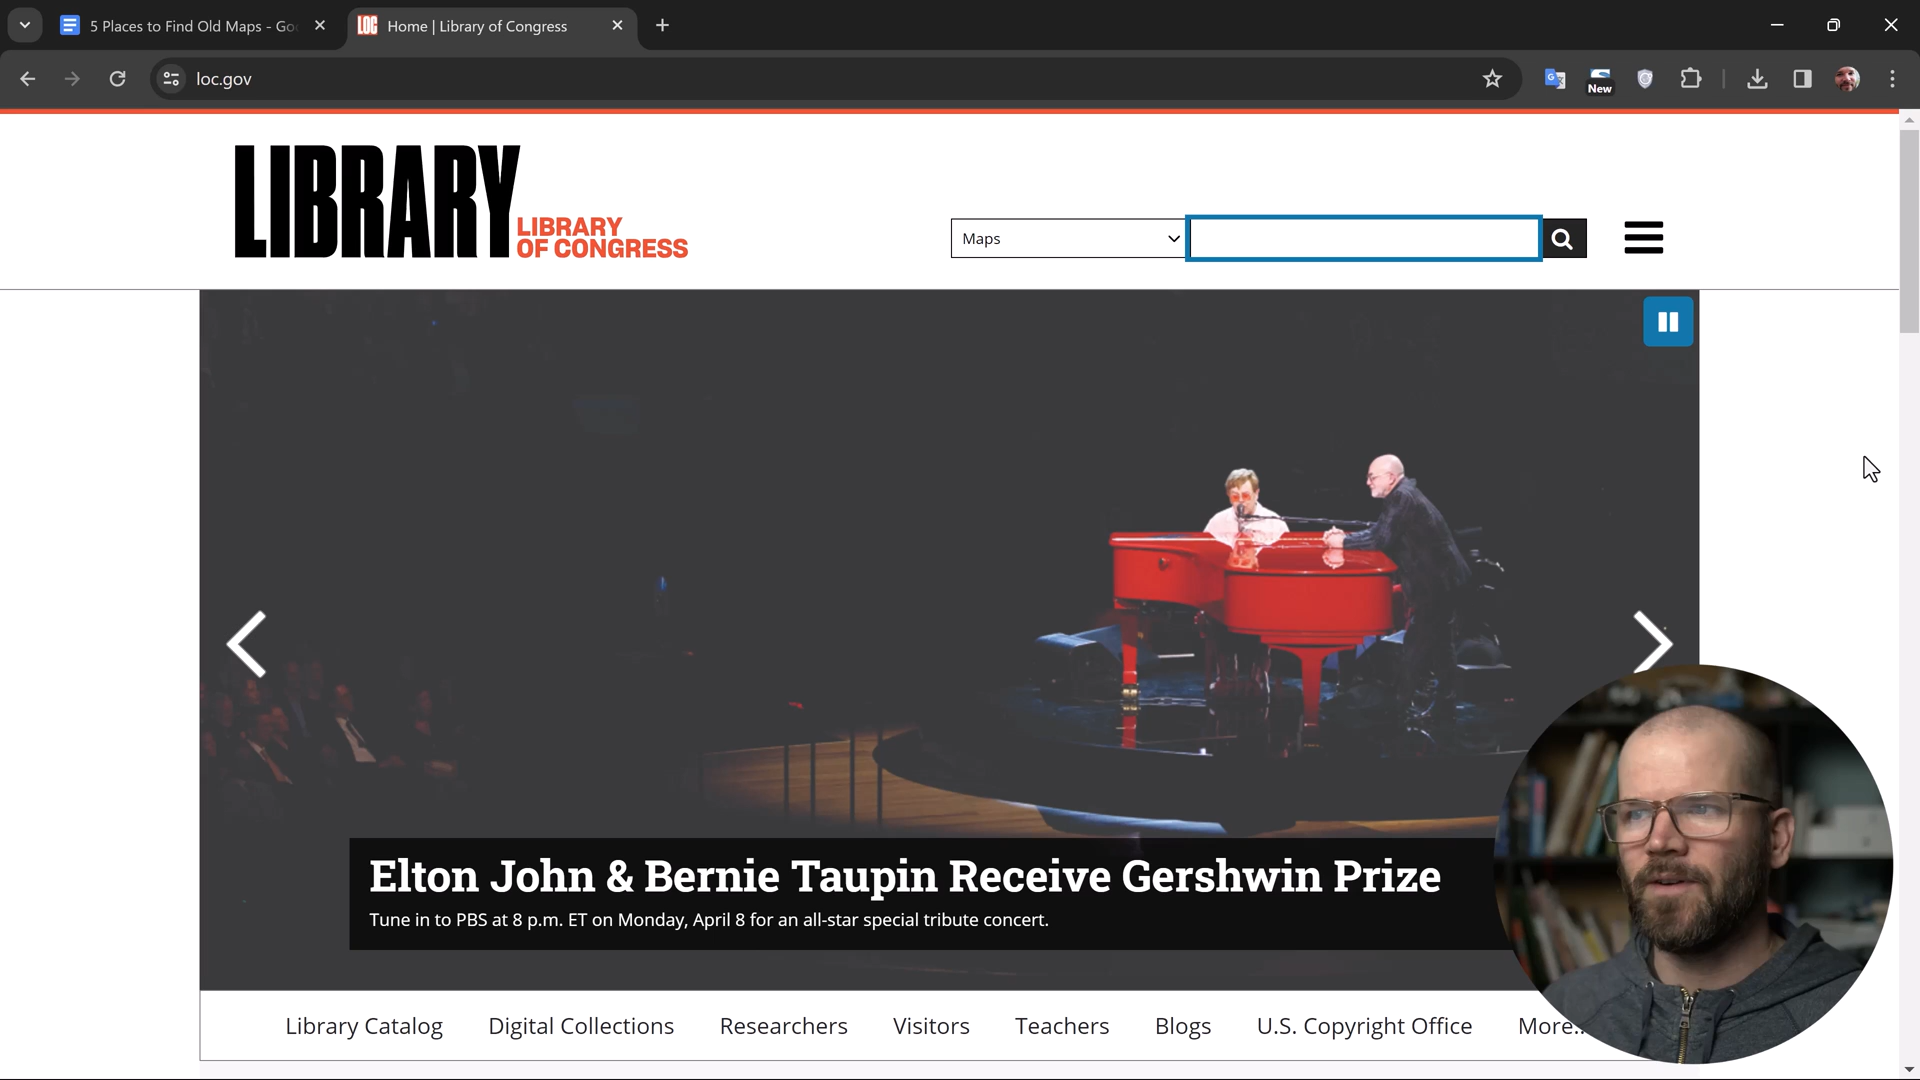 5 Places to Find Old Maps - Go
Home | Library of Congress
loc.gov
New
LIBRARY
LIBRARY
OF CONGRESS
Maps
Elton John & Bernie Taupin Receive Gershwin Prize
Tune in to PBS at 8 p.m. ET on Monday, April 8 for an all-star special tribute concert.
Library Catalog
Digital Collections
Researchers
Visitors
Teachers
Blogs
U.S. Copyright Office
More...